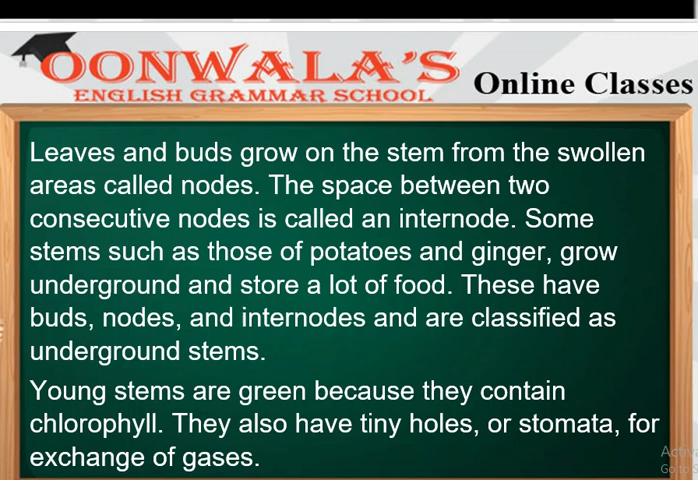 OONWALA'S
ENGLISH GRAMMAR SCHOOL
Online Classes
Leaves and buds grow on the stem from the swollen
areas called nodes. The space between two
consecutive nodes is called an internode. Some
stems such as those of potatoes and ginger, grow
underground and store a lot of food. These have
buds, nodes, and internodes and are classified as
underground stems.
Young stems are green because they contain
chlorophyll. They also have tiny holes, or stomata, for
exchange of gases.